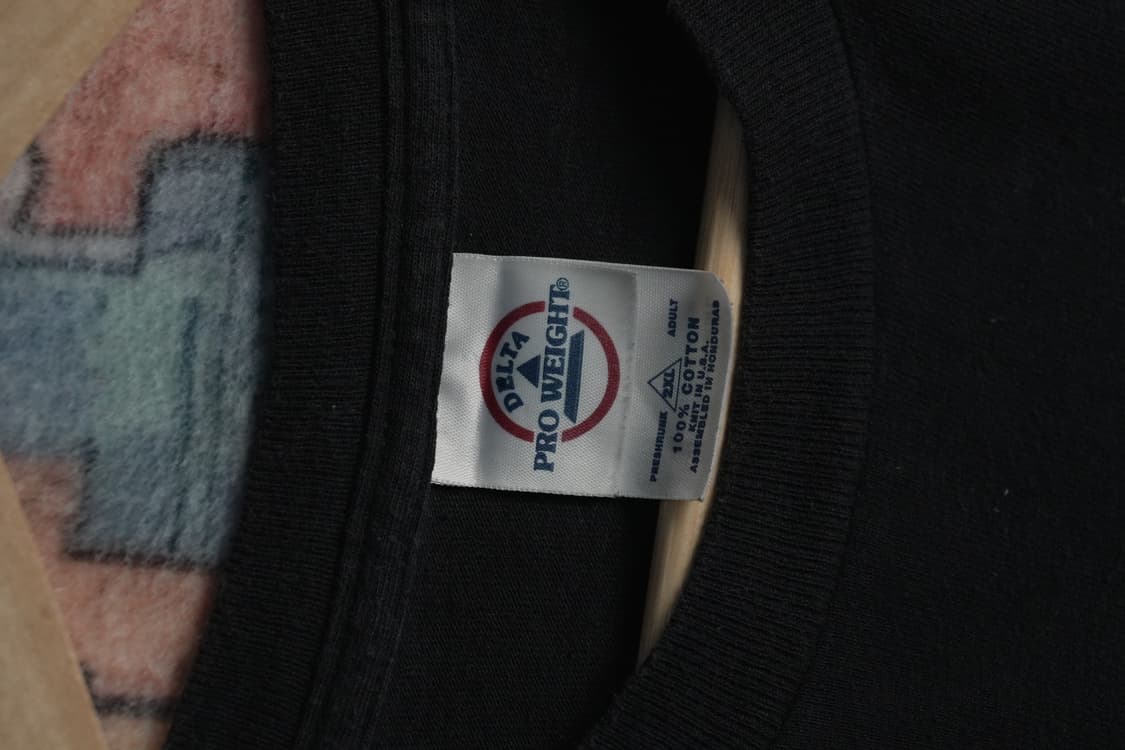 DELTA
PRO WEIGHT®
ADULT
PRESHRUNK 2XL
100% COTTON
KNIT IN U.S.A.
ASSEMBLED IN HONDURAS